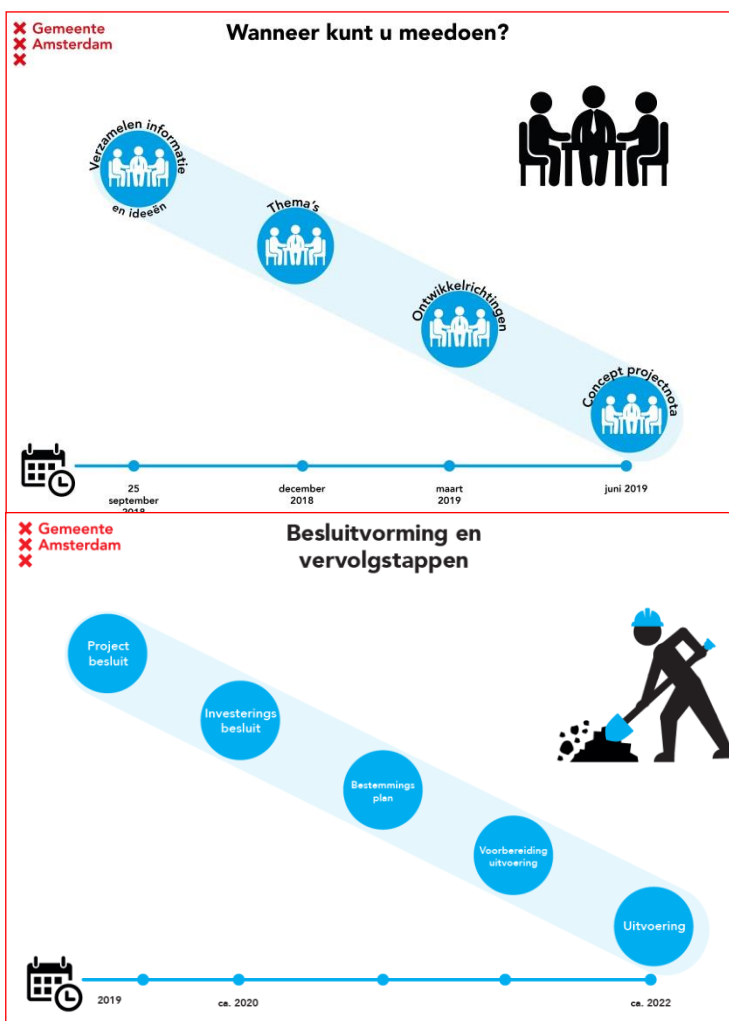 Gemeente
Amsterdam
Wanneer kunt u meedoen?
Verzamelen informatie
en ideeën
Thema's
Ontwikkelrichtingen
Concept projectnota
25
september
2018
december
2018
maart
2019
juni 2019
Gemeente
Amsterdam
Besluitvorming en
vervolgstappen
Project
besluit
Investerings
besluit
Bestemmings
plan
Voorbereiding
uitvoering
Uitvoering
2019
ca. 2020
ca. 2022